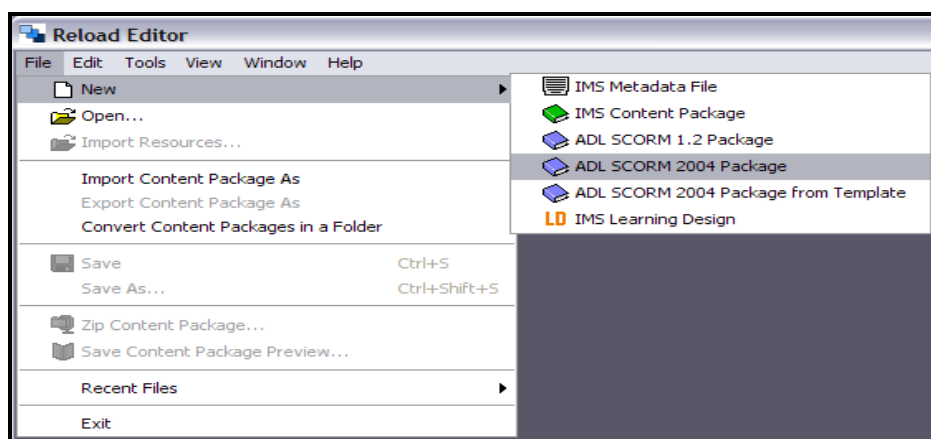 Reload Editor
File Edit Tools View Window Help
New
Open...
Import Resources...
Import Content Package As
Export Content Package As
Convert Content Packages in a Folder
Save Ctrl+S
Save As... Ctrl+Shift+S
Zip Content Package...
Save Content Package Preview...
Recent Files
Exit
IMS Metadata File
IMS Content Package
ADL SCORM 1.2 Package
ADL SCORM 2004 Package
ADL SCORM 2004 Package from Template
LD IMS Learning Design